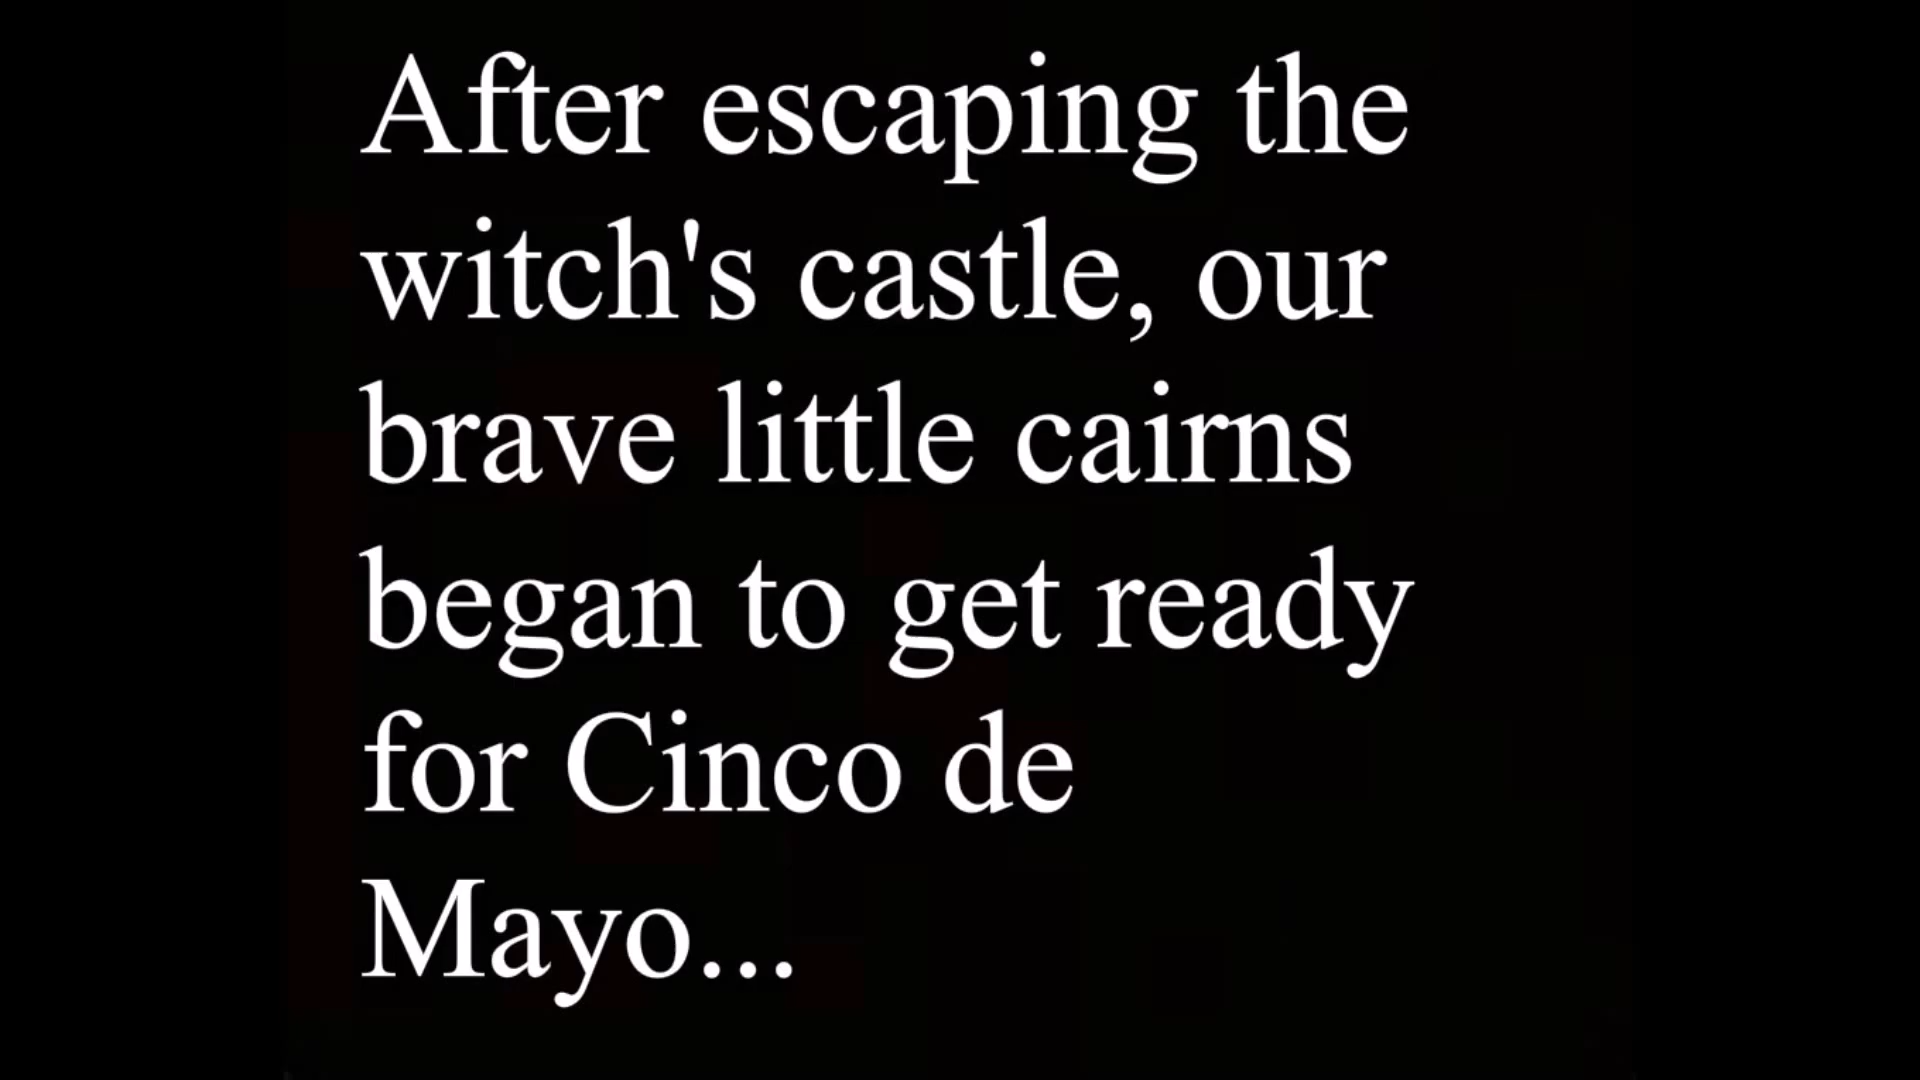 After escaping the
witch's castle, our
brave little cairns
began to get ready
for Cinco de
Mayo...